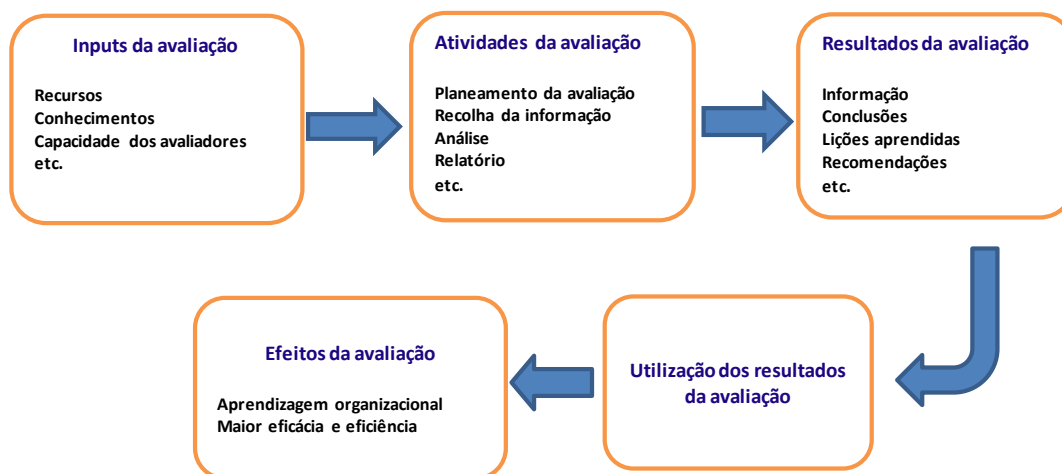 Inputs da avaliação
Recursos
Conhecimentos
Capacidade dos avaliadores
etc.
Atividades da avaliação
Planeamento da avaliação
Recolha da informação
Análise
Relatório
etc.
Resultados da avaliação
Informação
Conclusões
Lições aprendidas
Recomendações
etc.
Utilização dos resultados
da avaliação
Efeitos da avaliação
Aprendizagem organizacional
Maior eficácia e eficiência